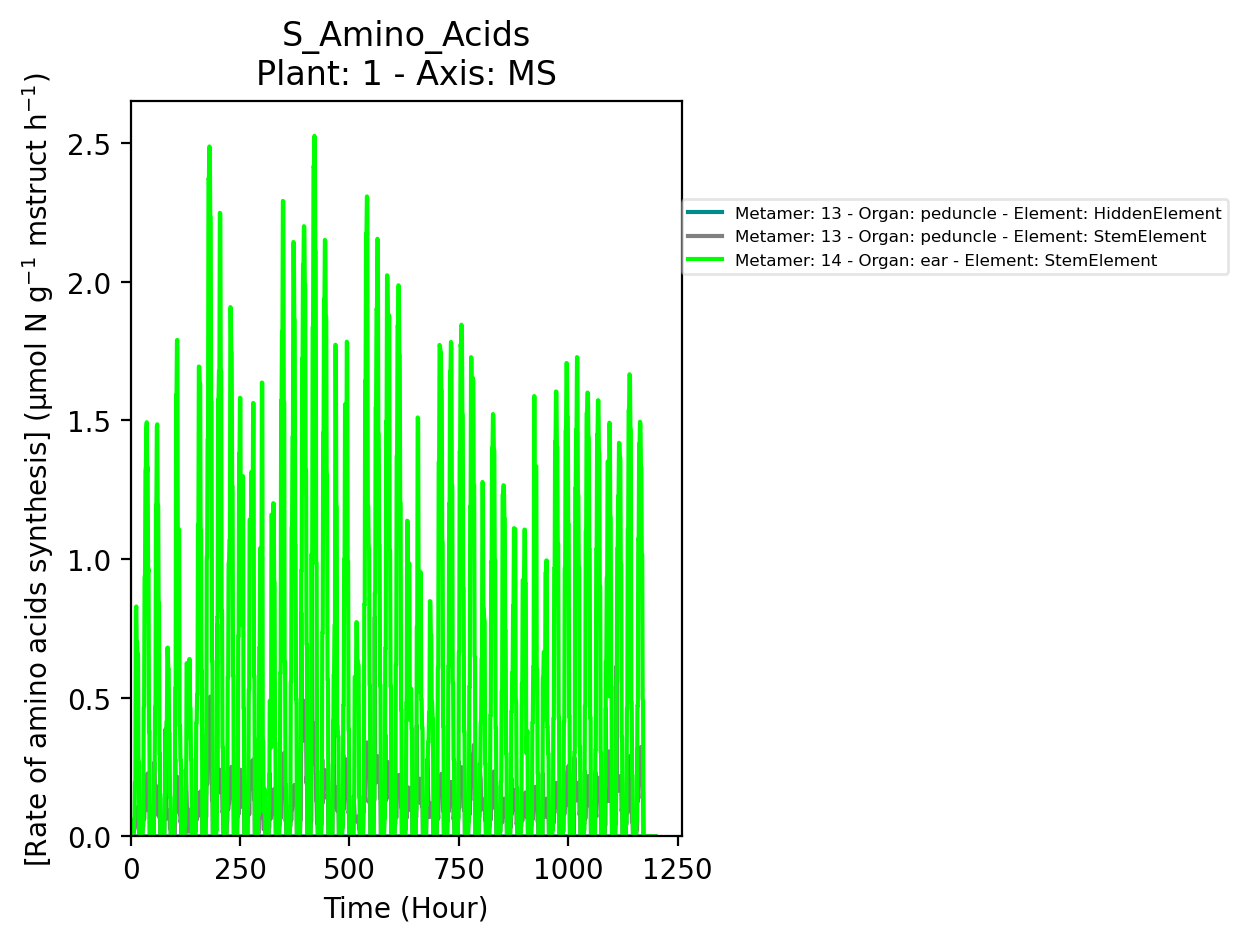 S_Amino_Acids
Plant: 1 - Axis: MS
[Rate of amino acids synthesis] (µmol N g⁻¹ mstruct h⁻¹)
2.5
2.0
1.5
1.0
0.5
0.0
0 250 500 750 1000 1250
Time (Hour)
Metamer: 13 - Organ: peduncle - Element: HiddenElement
Metamer: 13 - Organ: peduncle - Element: StemElement
Metamer: 14 - Organ: ear - Element: StemElement